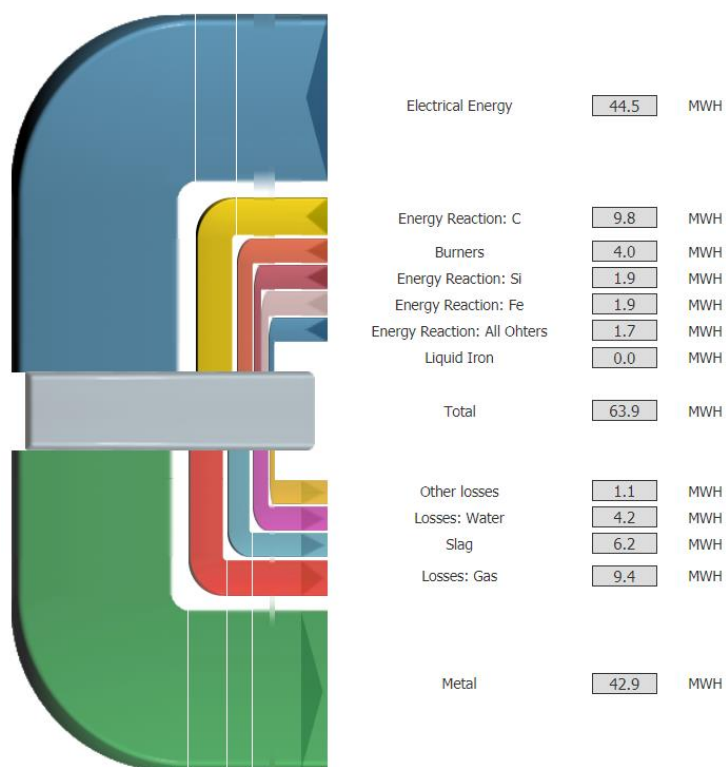 Electrical Energy 44.5 MWH
Energy Reaction: C 9.8 MWH
Burners 4.0 MWH
Energy Reaction: Si 1.9 MWH
Energy Reaction: Fe 1.9 MWH
Energy Reaction: All Ohters 1.7 MWH
Liquid Iron 0.0 MWH
Total 63.9 MWH
Other losses 1.1 MWH
Losses: Water 4.2 MWH
Slag 6.2 MWH
Losses: Gas 9.4 MWH
Metal 42.9 MWH